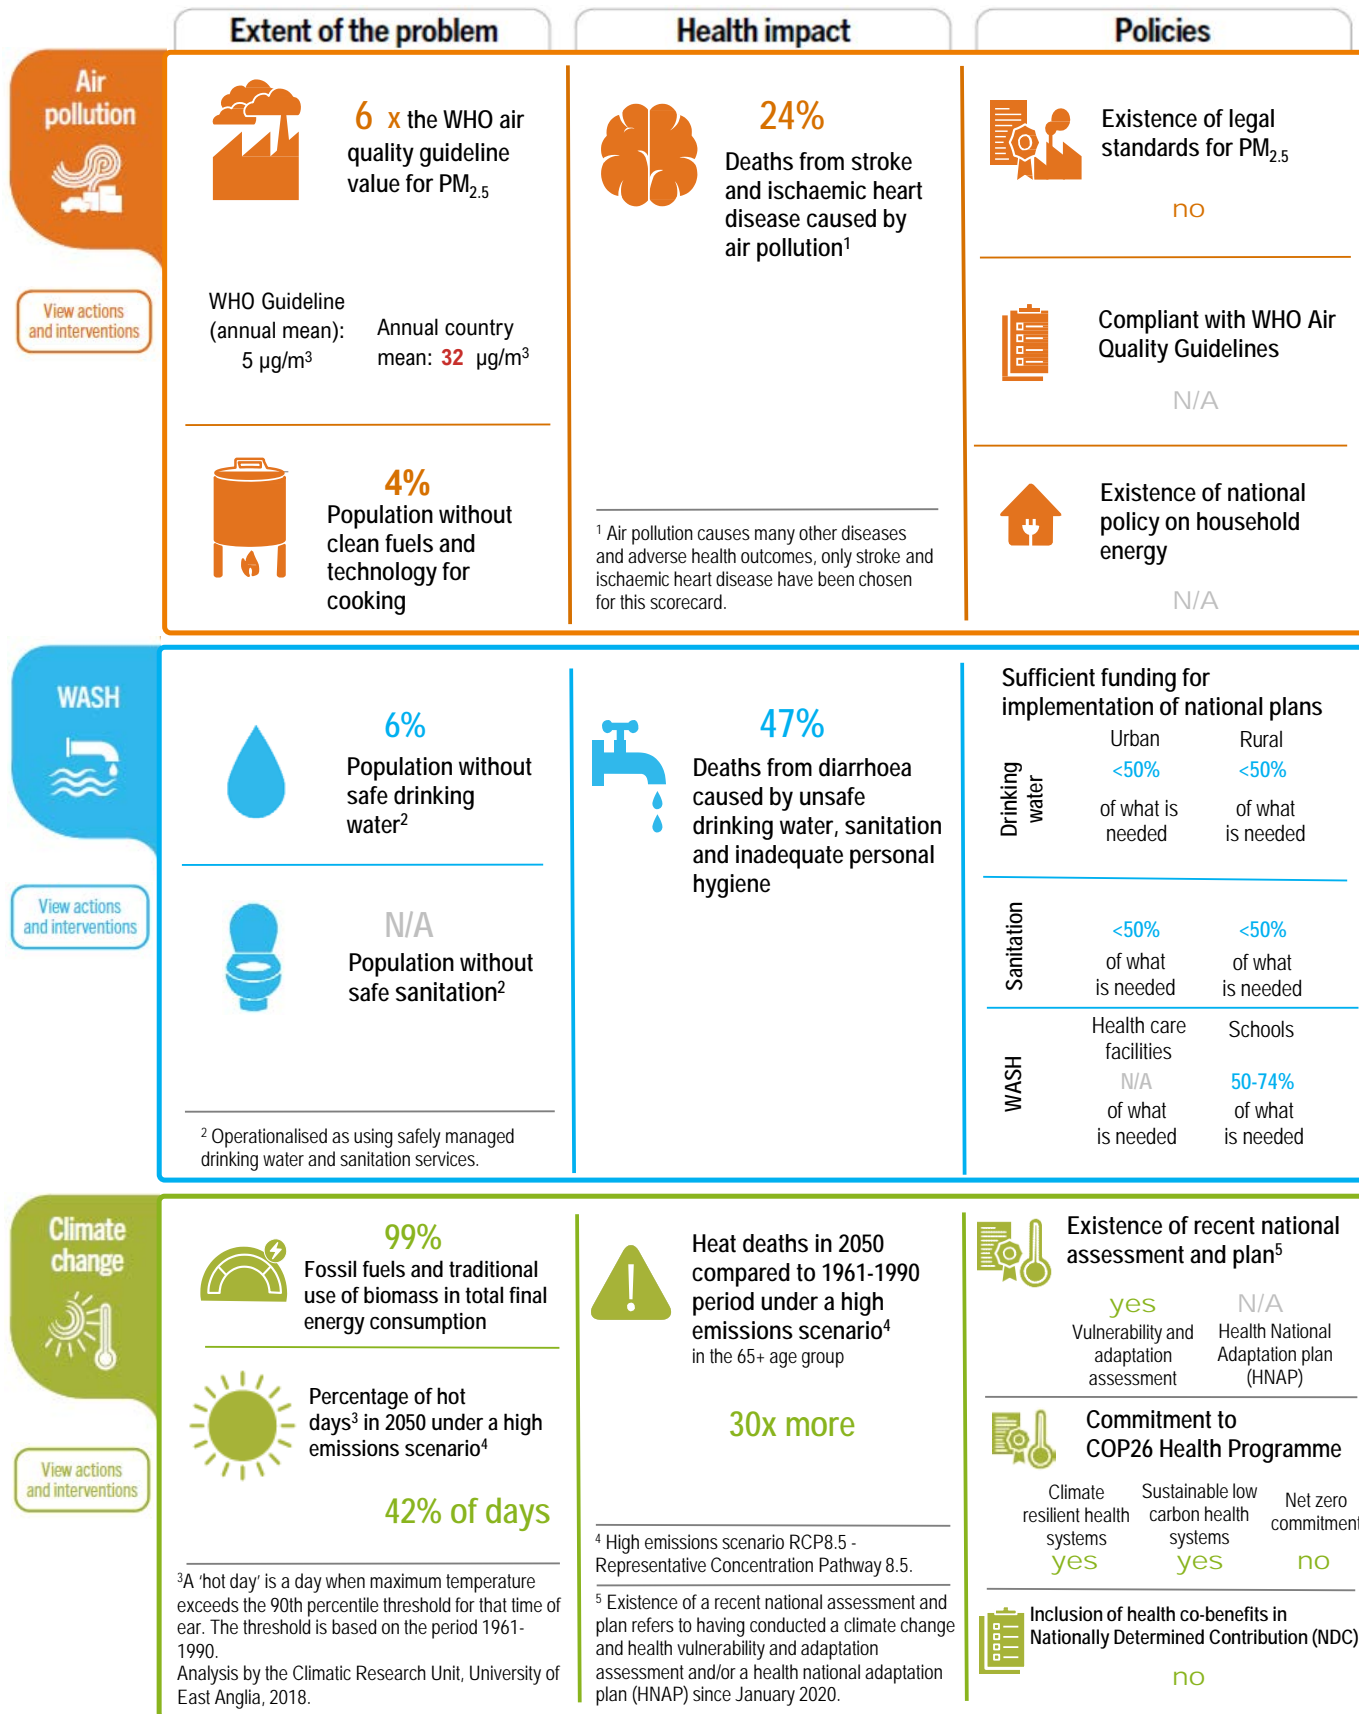 Extent of the problem
Health impact
Policies
Air
pollution
View actions
and interventions
6 x the WHO air
quality guideline
value for PM2.5
WHO Guideline
(annual mean):
5 µg/m³
Annual country
mean: 32 µg/m³
4%
Population without
clean fuels and
technology for
cooking
24%
Deaths from stroke
and ischaemic heart
disease caused by
air pollution¹
¹ Air pollution causes many other diseases
and adverse health outcomes, only stroke and
ischaemic heart disease have been chosen
for this scorecard.
Existence of legal
standards for PM2.5
no
Compliant with WHO Air
Quality Guidelines
N/A
Existence of national
policy on household
energy
N/A
WASH
View actions
and interventions
6%
Population without
safe drinking
water²
N/A
Population without
safe sanitation²
² Operationalised as using safely managed
drinking water and sanitation services.
47%
Deaths from diarrhoea
caused by unsafe
drinking water, sanitation
and inadequate personal
hygiene
Sufficient funding for
implementation of national plans
Urban
Rural
Drinking
water
<50%
<50%
of what is
needed
of what
is needed
Sanitation
<50%
<50%
of what
is needed
of what
is needed
WASH
Health care
facilities
Schools
N/A
50-74%
of what
is needed
of what
is needed
Climate
change
View actions
and interventions
99%
Fossil fuels and traditional
use of biomass in total final
energy consumption
Percentage of hot
days³ in 2050 under a high
emissions scenario⁴
42% of days
³A 'hot day' is a day when maximum temperature
exceeds the 90th percentile threshold for that time of
ear. The threshold is based on the period 1961-
1990.
Analysis by the Climatic Research Unit, University of
East Anglia, 2018.
Heat deaths in 2050
compared to 1961-1990
period under a high
emissions scenario⁴
in the 65+ age group
30x more
⁴ High emissions scenario RCP8.5 -
Representative Concentration Pathway 8.5.
⁵ Existence of a recent national assessment and
plan refers to having conducted a climate change
and health vulnerability and adaptation
assessment and/or a health national adaptation
plan (HNAP) since January 2020.
Existence of recent national
assessment and plan⁵
yes
Vulnerability and
adaptation
assessment
N/A
Health National
Adaptation plan
(HNAP)
Commitment to
COP26 Health Programme
Climate
resilient health
systems
yes
Sustainable low
carbon health
systems
yes
Net zero
commitment
no
Inclusion of health co-benefits in
Nationally Determined Contribution (NDC)
no